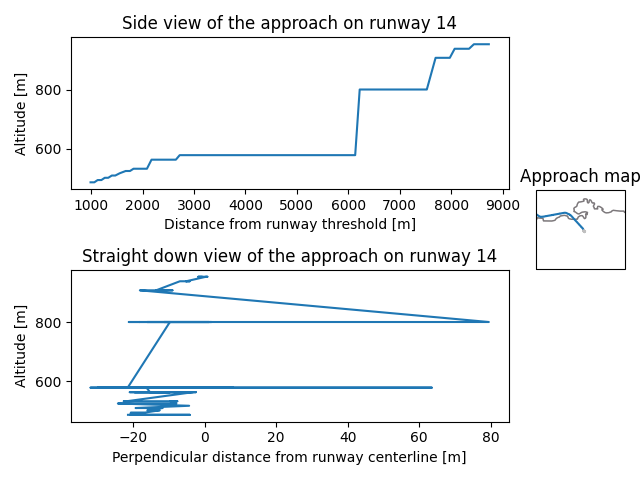 Side view of the approach on runway 14
Altitude [m]
800
600
1000 2000 3000 4000 5000 6000 7000 8000 9000
Distance from runway threshold [m]
Approach map
Straight down view of the approach on runway 14
Altitude [m]
800
600
−20 0 20 40 60 80
Perpendicular distance from runway centerline [m]